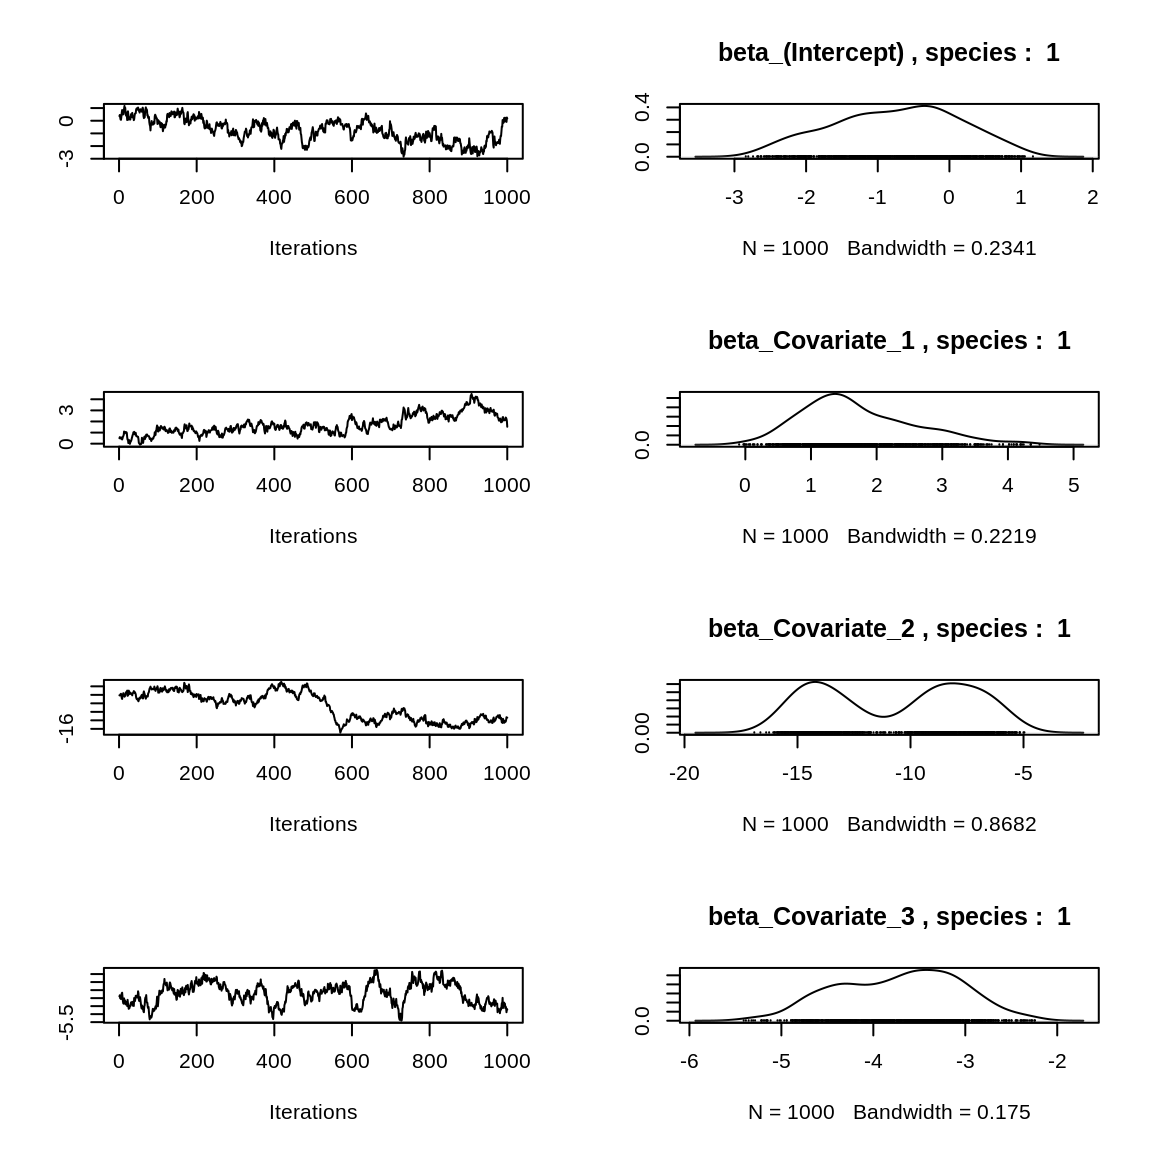 beta_(Intercept) , species :  1
-3 0
0 200 400 600 800 1000
Iterations
0.0 0.4
-3 -2 -1 0 1 2
N = 1000   Bandwidth = 0.2341
beta_Covariate_1 , species :  1
0 3
0 200 400 600 800 1000
Iterations
0.0
0 1 2 3 4 5
N = 1000   Bandwidth = 0.2219
beta_Covariate_2 , species :  1
-16
0 200 400 600 800 1000
Iterations
0.00
-20 -15 -10 -5
N = 1000   Bandwidth = 0.8682
beta_Covariate_3 , species :  1
-5.5
0 200 400 600 800 1000
Iterations
0.0
-6 -5 -4 -3 -2
N = 1000   Bandwidth = 0.175